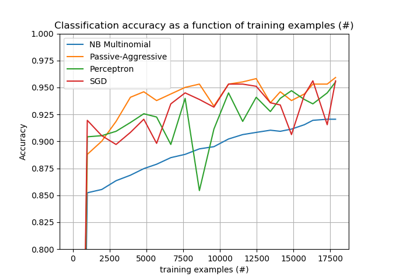 Classification accuracy as a function of training examples (#)
1.000
NB Multinomial
Passive-Aggressive
Perceptron
SGD
0.975
0.950
0.925
0.900
0.875
0.850
0.825
0.800
Accuracy
0 2500 5000 7500 10000 12500 15000 17500
training examples (#)